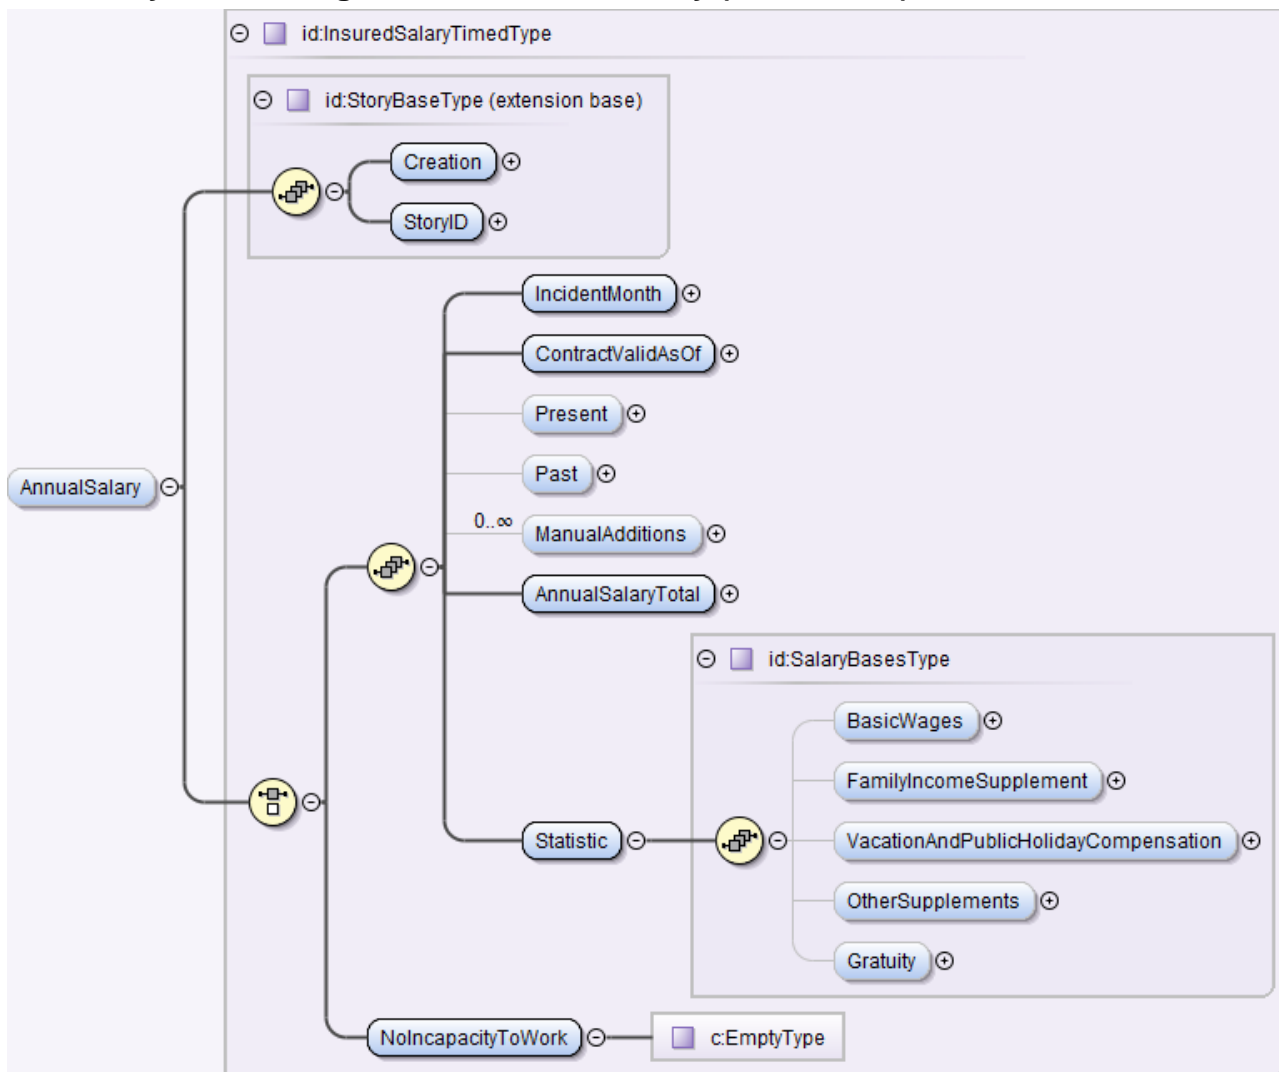 id:InsuredSalaryTimedType
id:StoryBaseType (extension base)
Creation
StoryID
IncidentMonth
ContractValidAsOf
Present
Past
AnnualSalary
0..∞
ManualAdditions
AnnualSalaryTotal
id:SalaryBasesType
BasicWages
FamilyIncomeSupplement
Statistic
VacationAndPublicHolidayCompensation
OtherSupplements
Gratuity
NoIncapacityToWork
c:EmptyType